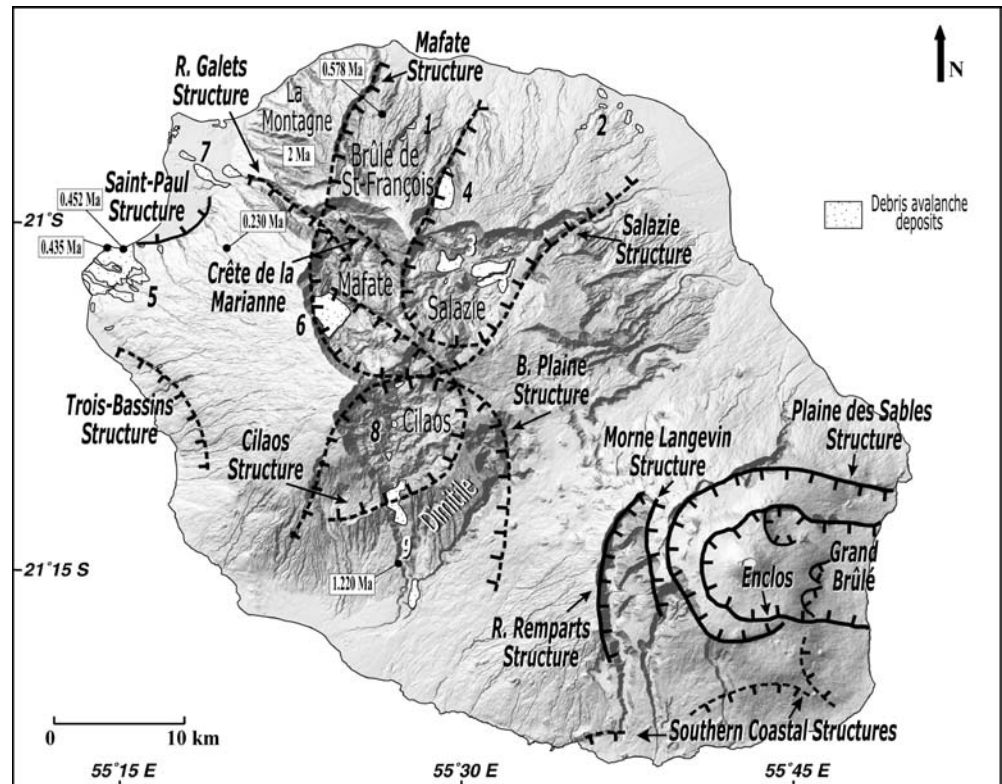 Mafate
Structure
R. Galets
Structure
0.578 Ma
La
Montagne
2 Ma
1
Brûlé de
St-François
2
N
7
Saint-Paul
Structure
4
0.452 Ma
0.435 Ma
21°S
0.230 Ma
Debris avalanche
deposits
Salazie
Structure
Crête de la
Marianne
3
Mafate
Salazie
5
6
B. Plaine
Structure
Trois-Bassins
Structure
Cilaos
8
Cilaos
Structure
Morne Langevin
Structure
Plaine des Sables
Structure
Dimitile
9
1.220 Ma
21°15 S
Enclos
Grand
Brûlé
R. Remparts
Structure
Southern Coastal Structures
0
10 km
55°15 E
55°30 E
55°45 E